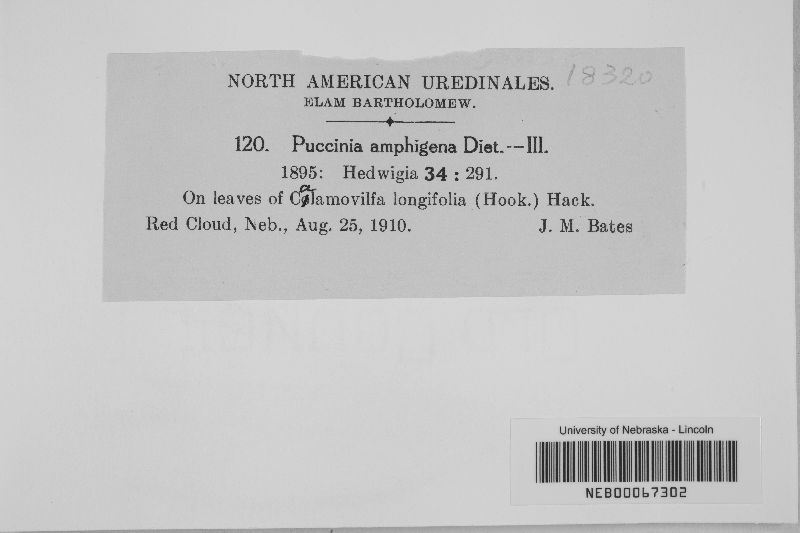 NORTH AMERICAN UREDINALES. 18320
ELAM BARTHOLOMEW.
120. Puccinia amphigena Diet.--III.
1895: Hedwigia 34 : 291.
On leaves of Calamovilfa longifolia (Hook.) Hack.
Red Cloud, Neb., Aug. 25, 1910. J. M. Bates
University of Nebraska - Lincoln
NEB00067302